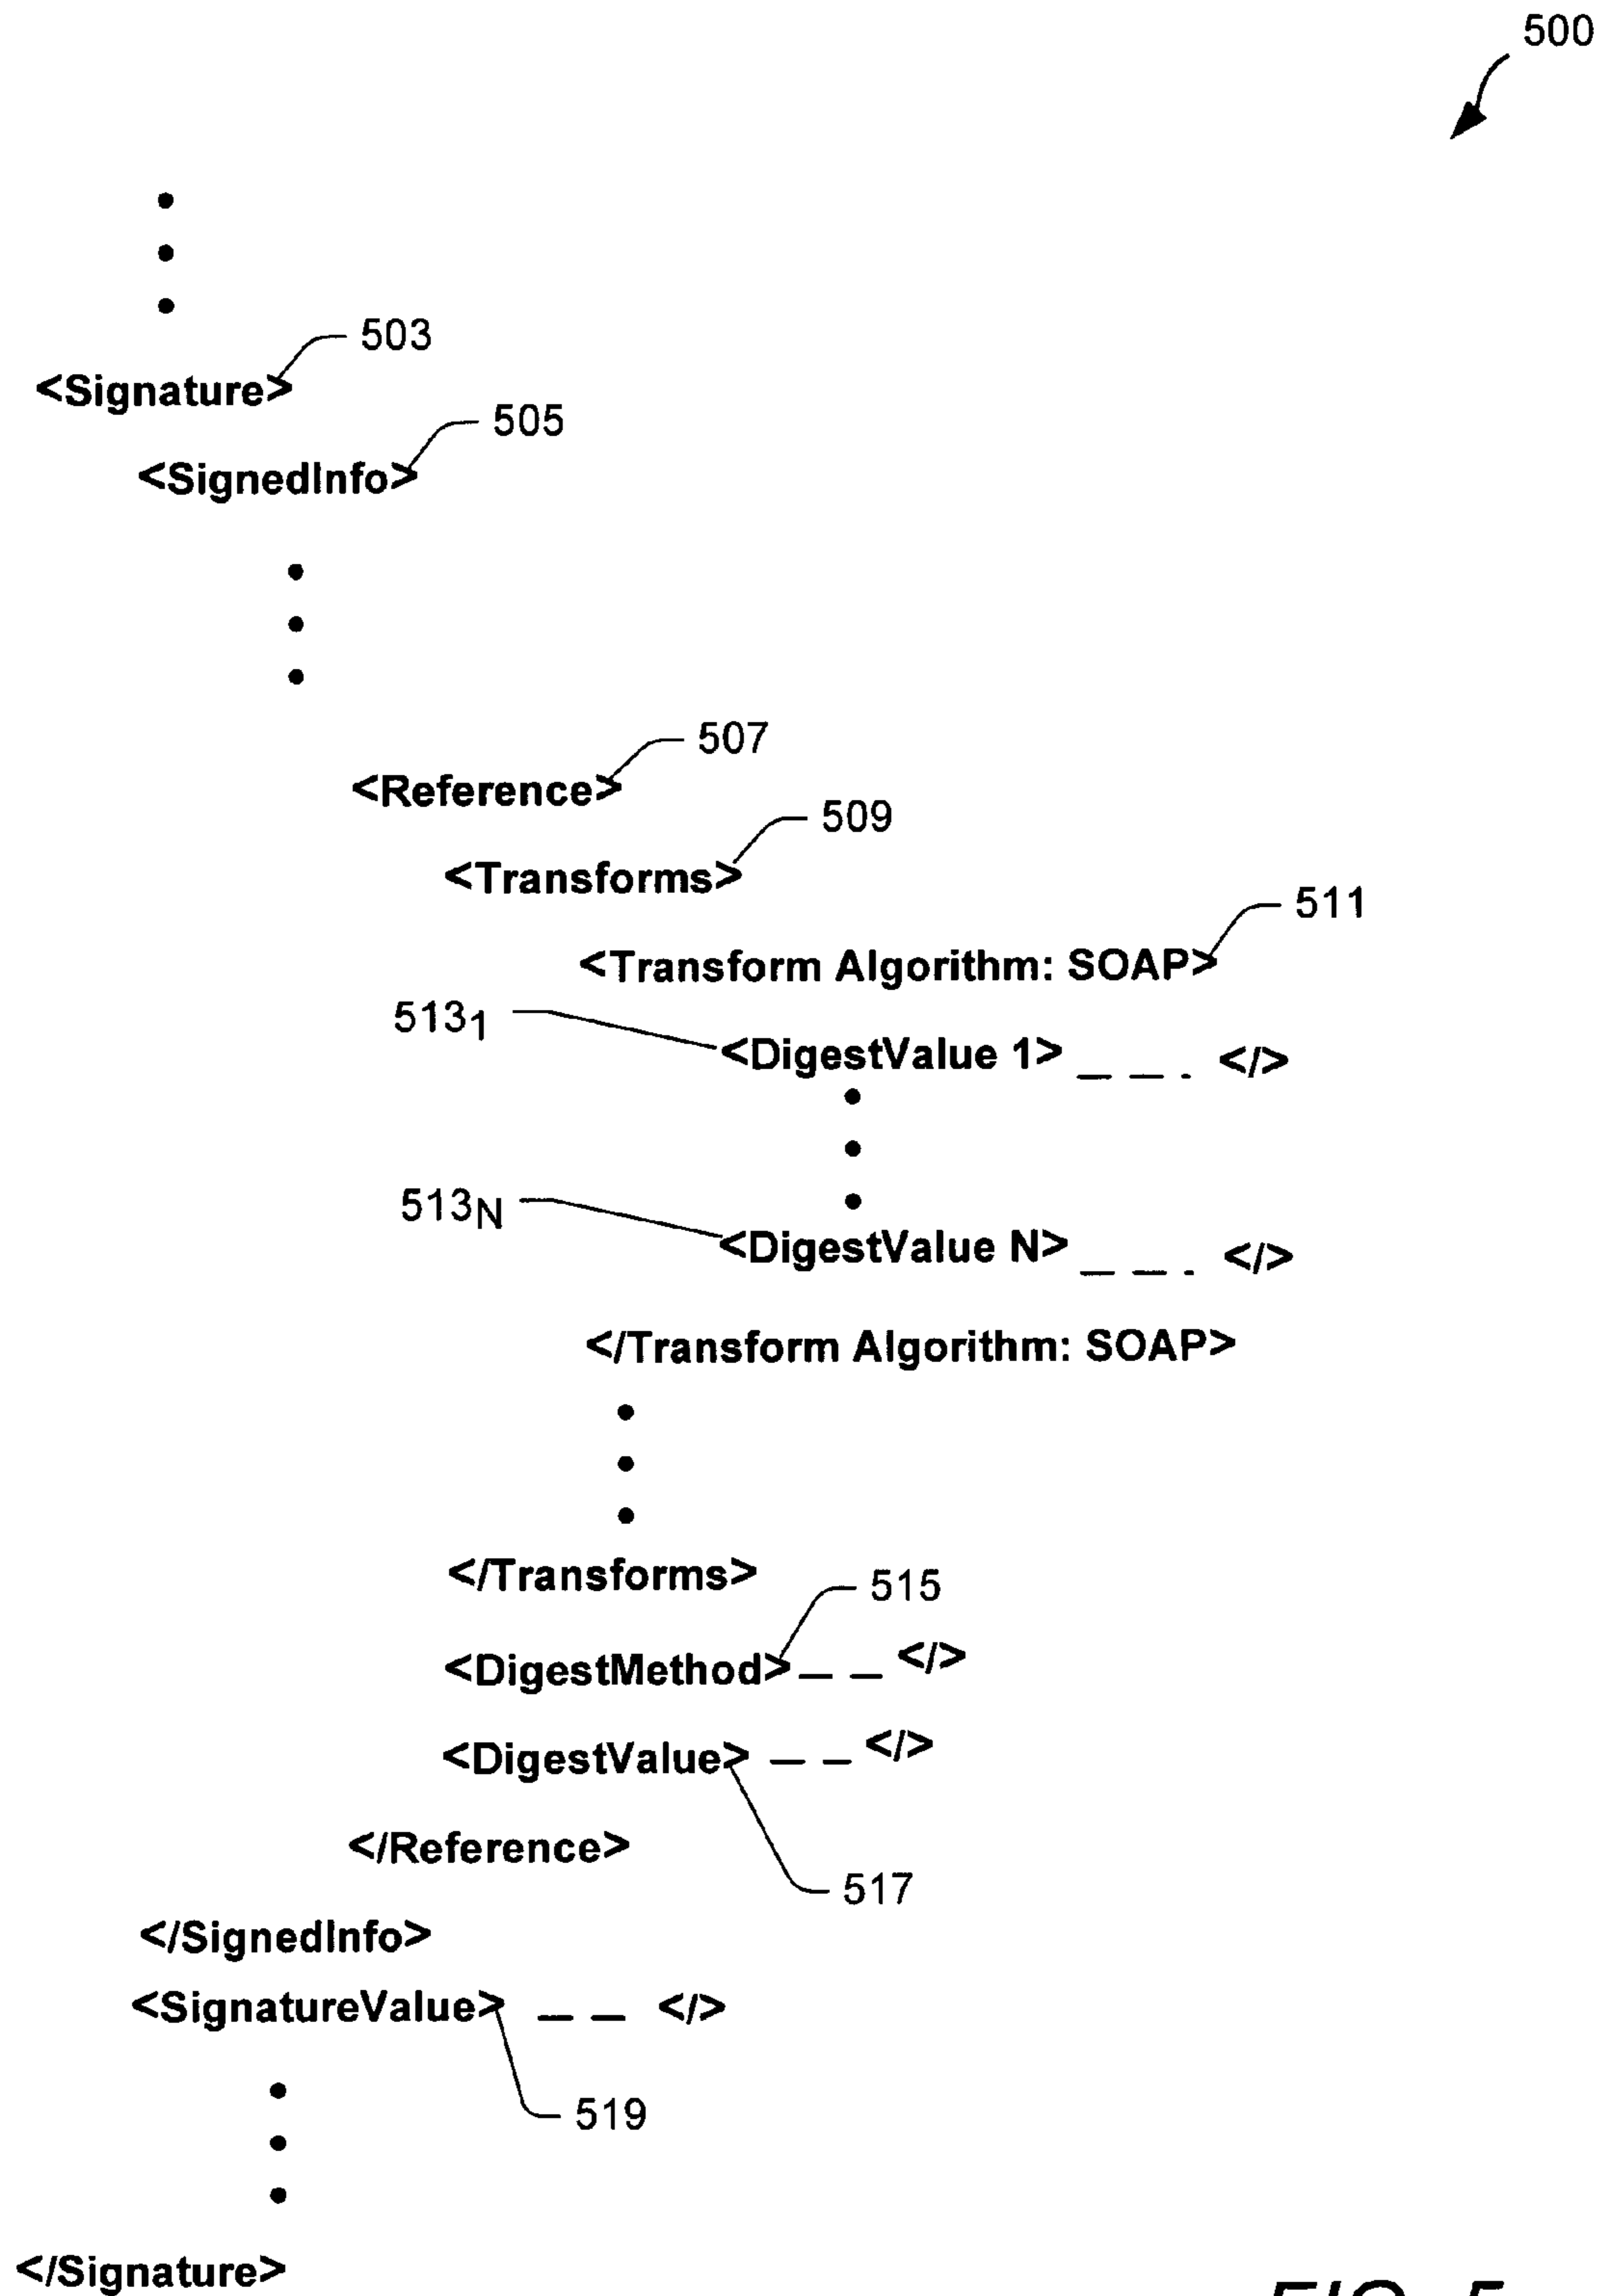 500
503
<Signature>
505
<SignedInfo>
507
<Reference>
509
<Transforms>
511
<Transform Algorithm: SOAP>
513₁
<DigestValue 1> _ _ . </>
513N
<DigestValue N> _ _ . </>
</Transform Algorithm: SOAP>
</Transforms>
515
<DigestMethod> _ _ </>
<DigestValue> _ _ </>
</Reference>
517
</SignedInfo>
<SignatureValue> _ _ </>
519
</Signature>